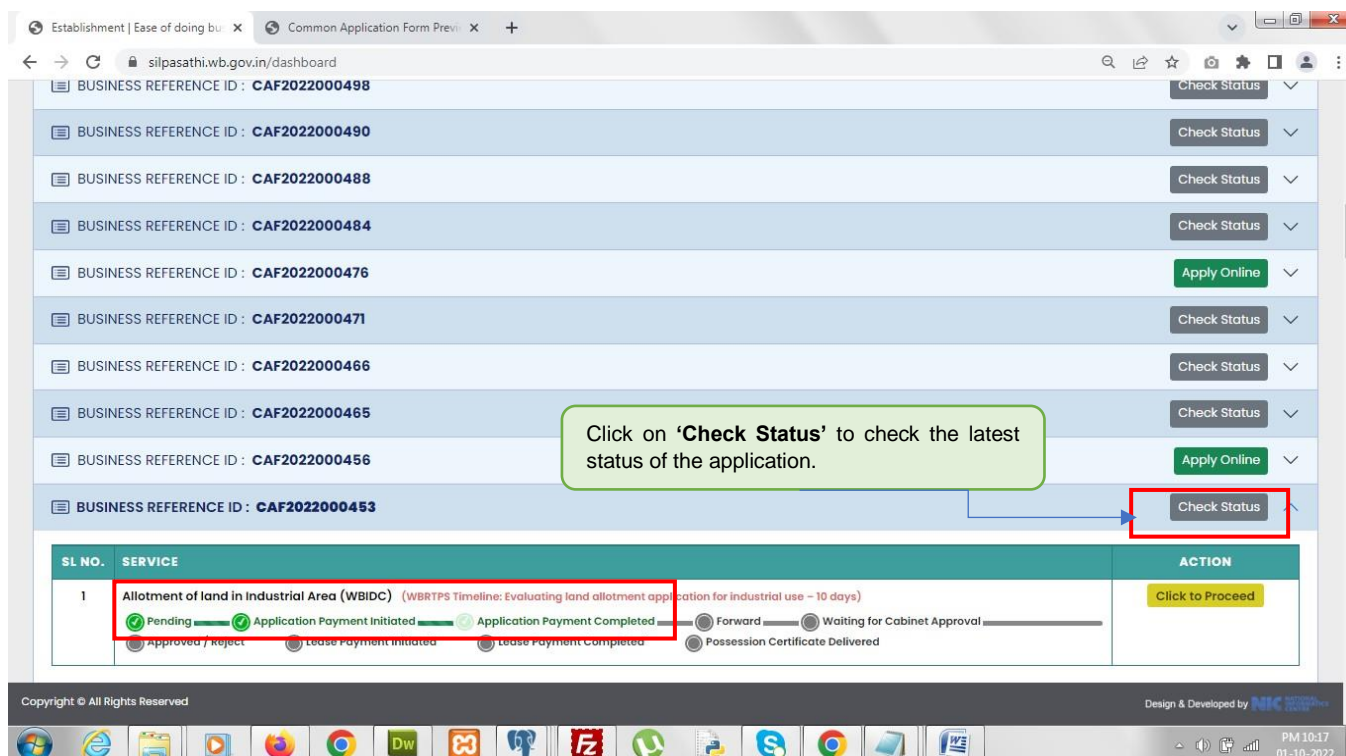 Establishment | Ease of doing bu
Common Application Form Previ
silpasathi.wb.gov.in/dashboard
BUSINESS REFERENCE ID : CAF2022000498 Check Status
BUSINESS REFERENCE ID : CAF2022000490 Check Status
BUSINESS REFERENCE ID : CAF2022000488 Check Status
BUSINESS REFERENCE ID : CAF2022000484 Check Status
BUSINESS REFERENCE ID : CAF2022000476 Apply Online
BUSINESS REFERENCE ID : CAF2022000471 Check Status
BUSINESS REFERENCE ID : CAF2022000466 Check Status
BUSINESS REFERENCE ID : CAF2022000465 Check Status
Click on ‘Check Status’ to check the latest
status of the application.
BUSINESS REFERENCE ID : CAF2022000456 Apply Online
BUSINESS REFERENCE ID : CAF2022000453 Check Status
SL NO. SERVICE ACTION
1 Allotment of land in Industrial Area (WBIDC) (WBRTPS Timeline: Evaluating land allotment application for industrial use – 10 days) Click to Proceed
Pending Application Payment Initiated Application Payment Completed Forward Waiting for Cabinet Approval
Approved / Reject Lease Payment Initiated Lease Payment Completed Possession Certificate Delivered
Copyright © All Rights Reserved Design & Developed by NIC NATIONAL INFORMATICS CENTRE
Dw
Fz
PM 10:17
01-10-2022